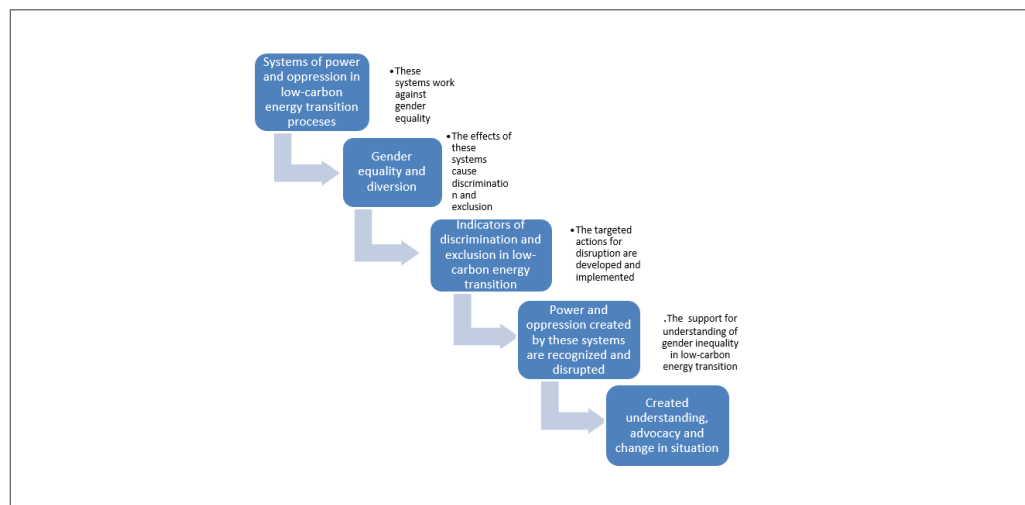 Systems of power
and oppression in
low-carbon
energy transition
proceses
•These
systems work
against
gender
equality
Gender
equality and
diversion
•The effects of
these
systems
cause
discriminatio
n and
exclusion
Indicators of
discrimination and
exclusion in low-
carbon energy
transition
•The targeted
actions for
disruption are
developed and
implemented
Power and
oppression created
by these systems
are recognized and
disrupted
.The support for
understanding of
gender inequality
in low-carbon
energy transition
Created
understanding,
advocacy and
change in situation